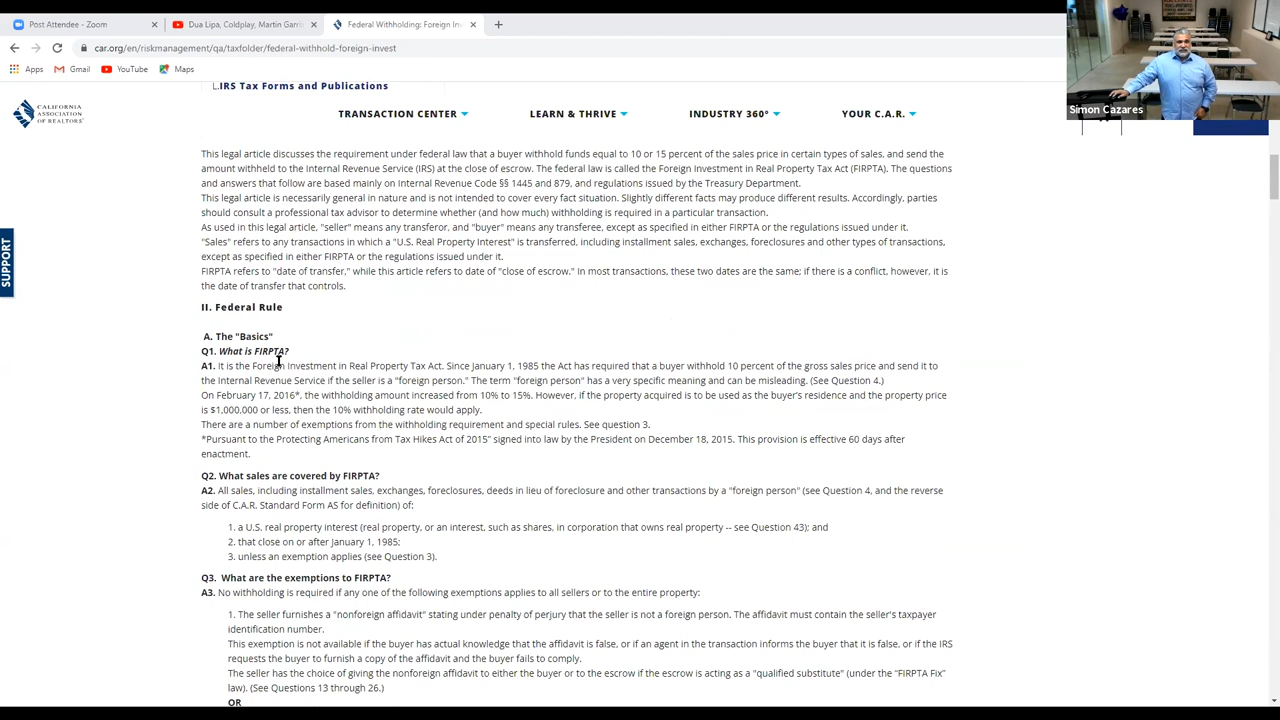 Post Attendee - Zoom
Dua Lipa, Coldplay, Martin Garri
Federal Withholding: Foreign In
car.org/en/riskmanagement/qa/taxfolder/federal-withhold-foreign-invest
Apps Gmail YouTube Maps
Simon Cazares
IRS Tax Forms and Publications
CALIFORNIA
ASSOCIATION
OF REALTORS®
TRANSACTION CENTER LEARN & THRIVE INDUSTRY 360° YOUR C.A.R.
SUPPORT
This legal article discusses the requirement under federal law that a buyer withhold funds equal to 10 or 15 percent of the sales price in certain types of sales, and send the
amount withheld to the Internal Revenue Service (IRS) at the close of escrow. The federal law is called the Foreign Investment in Real Property Tax Act (FIRPTA). The questions
and answers that follow are based mainly on Internal Revenue Code §§ 1445 and 879, and regulations issued by the Treasury Department.
This legal article is necessarily general in nature and is not intended to cover every fact situation. Slightly different facts may produce different results. Accordingly, parties
should consult a professional tax advisor to determine whether (and how much) withholding is required in a particular transaction.
As used in this legal article, "seller" means any transferor, and "buyer" means any transferee, except as specified in either FIRPTA or the regulations issued under it.
"Sales" refers to any transactions in which a "U.S. Real Property Interest" is transferred, including installment sales, exchanges, foreclosures and other types of transactions,
except as specified in either FIRPTA or the regulations issued under it.
FIRPTA refers to "date of transfer," while this article refers to date of "close of escrow." In most transactions, these two dates are the same; if there is a conflict, however, it is
the date of transfer that controls.
II. Federal Rule
A. The "Basics"
Q1. What is FIRPTA?
A1. It is the Foreign Investment in Real Property Tax Act. Since January 1, 1985 the Act has required that a buyer withhold 10 percent of the gross sales price and send it to
the Internal Revenue Service if the seller is a "foreign person." The term "foreign person" has a very specific meaning and can be misleading. (See Question 4.)
On February 17, 2016*, the withholding amount increased from 10% to 15%. However, if the property acquired is to be used as the buyer's residence and the property price
is $1,000,000 or less, then the 10% withholding rate would apply.
There are a number of exemptions from the withholding requirement and special rules. See question 3.
*Pursuant to the Protecting Americans from Tax Hikes Act of 2015" signed into law by the President on December 18, 2015. This provision is effective 60 days after
enactment.
Q2. What sales are covered by FIRPTA?
A2. All sales, including installment sales, exchanges, foreclosures, deeds in lieu of foreclosure and other transactions by a "foreign person" (see Question 4, and the reverse
side of C.A.R. Standard Form AS for definition) of:
1. a U.S. real property interest (real property, or an interest, such as shares, in corporation that owns real property -- see Question 43); and
2. that close on or after January 1, 1985;
3. unless an exemption applies (see Question 3).
Q3. What are the exemptions to FIRPTA?
A3. No withholding is required if any one of the following exemptions applies to all sellers or to the entire property:
1. The seller furnishes a "nonforeign affidavit" stating under penalty of perjury that the seller is not a foreign person. The affidavit must contain the seller's taxpayer
identification number.
This exemption is not available if the buyer has actual knowledge that the affidavit is false, or if an agent in the transaction informs the buyer that it is false, or if the IRS
requests the buyer to furnish a copy of the affidavit and the buyer fails to comply.
The seller has the choice of giving the nonforeign affidavit to either the buyer or to the escrow if the escrow is acting as a "qualified substitute" (under the "FIRPTA Fix"
law). (See Questions 13 through 26.)
OR